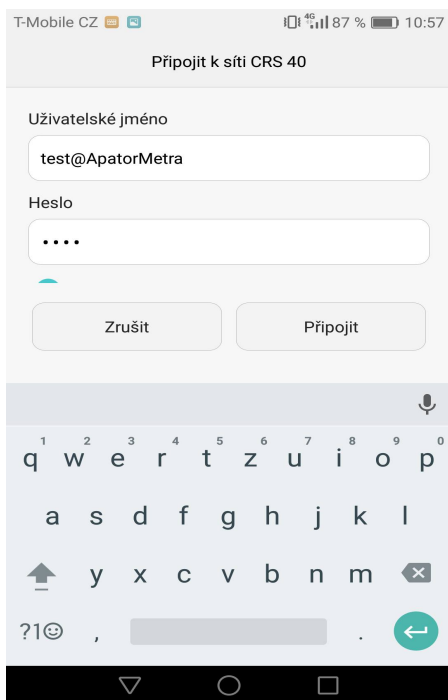 T-Mobile CZ 4G 87 % 10:57
Připojit k síti CRS 40
Uživatelské jméno
test@ApatorMetra
Heslo
••••
Zrušit Připojit
1 2 3 4 5 6 7 8 9 0
q w e r t z u i o p
a s d f g h j k l
y x c v b n m
?1☺ , .